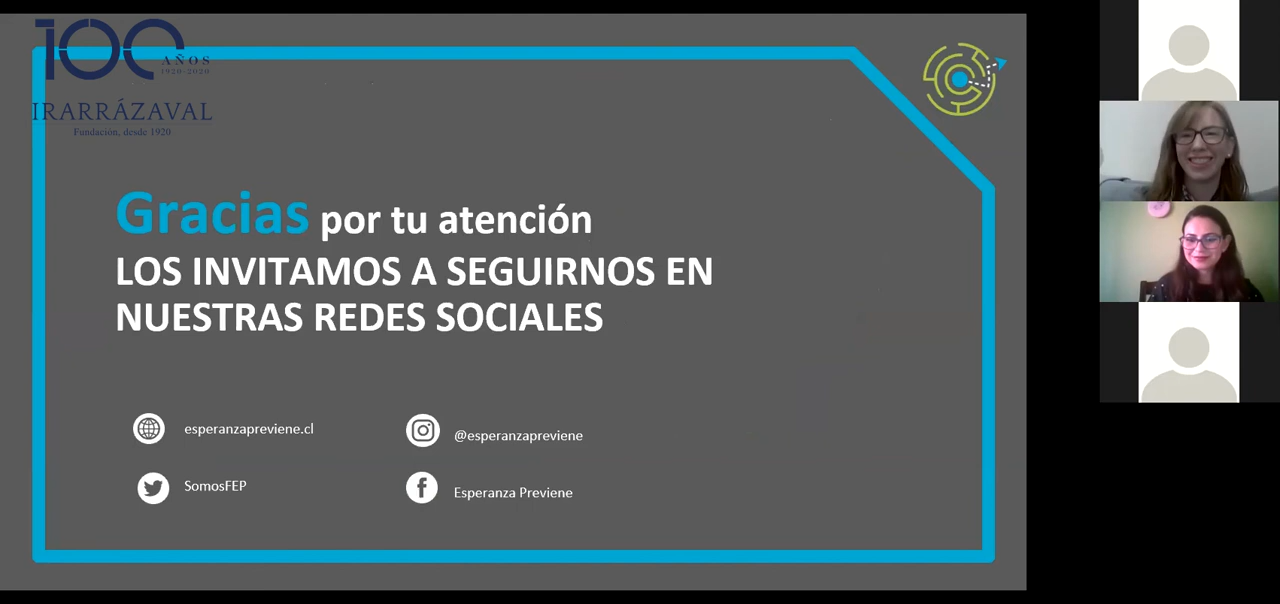 100
AÑOS
1920-2020
IRARRÁZAVAL
Fundación, desde 1920
Gracias por tu atención
LOS INVITAMOS A SEGUIRNOS EN
NUESTRAS REDES SOCIALES
esperanzapreviene.cl
@esperanzapreviene
SomosFEP
Esperanza Previene